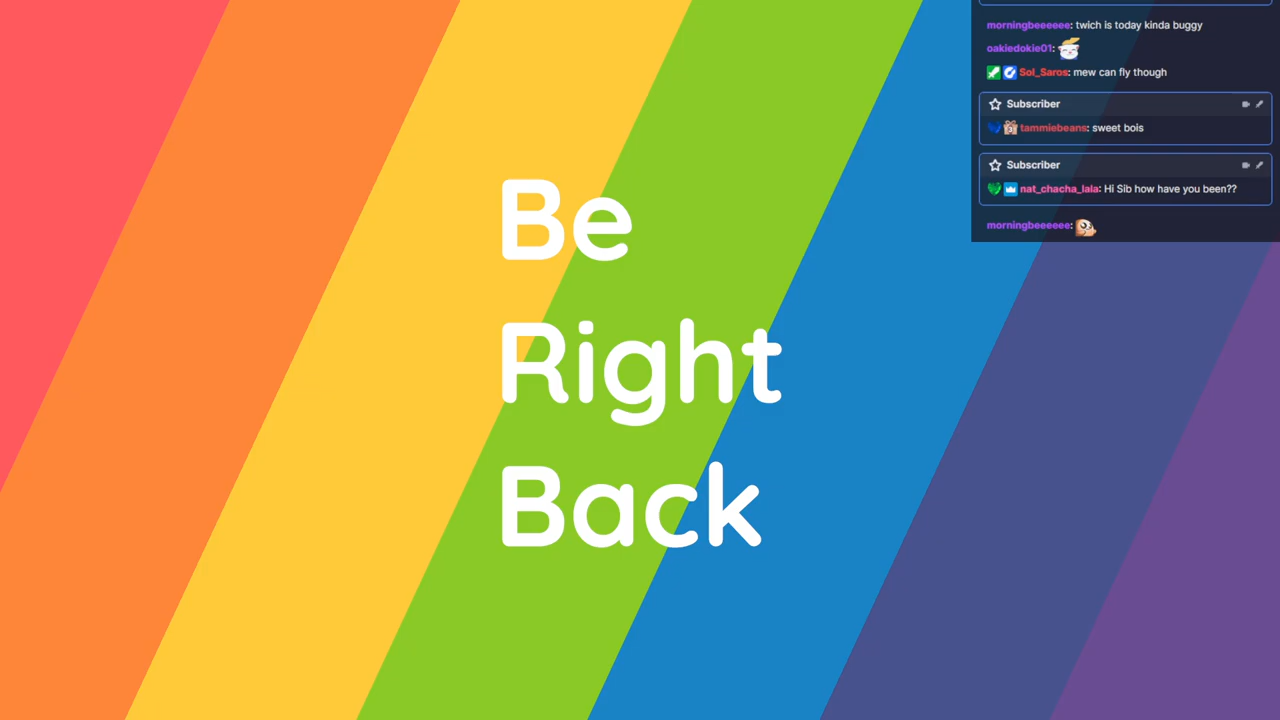 morningbeeeeee: twich is today kinda buggy
oakiedokie01:
Sol_Saros: mew can fly though
Subscriber
tammiebeans: sweet bois
Subscriber
nat_chacha_lala: Hi Sib how have you been??
morningbeeeeee:
Be
Right
Back